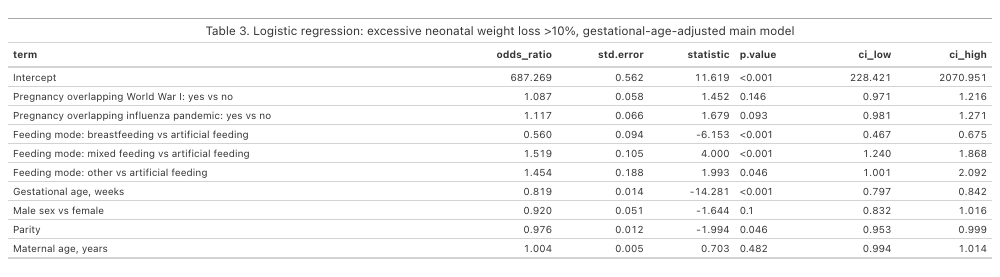 Table 3. Logistic regression: excessive neonatal weight loss >10%, gestational-age-adjusted main model
term odds_ratio std.error statistic p.value ci_low ci_high
Intercept 687.269 0.562 11.619 <0.001 228.421 2070.951
Pregnancy overlapping World War I: yes vs no 1.087 0.058 1.452 0.146 0.971 1.216
Pregnancy overlapping influenza pandemic: yes vs no 1.117 0.066 1.679 0.093 0.981 1.271
Feeding mode: breastfeeding vs artificial feeding 0.560 0.094 -6.153 <0.001 0.467 0.675
Feeding mode: mixed feeding vs artificial feeding 1.519 0.105 4.000 <0.001 1.240 1.868
Feeding mode: other vs artificial feeding 1.454 0.188 1.993 0.046 1.001 2.092
Gestational age, weeks 0.819 0.014 -14.281 <0.001 0.797 0.842
Male sex vs female 0.920 0.051 -1.644 0.1 0.832 1.016
Parity 0.976 0.012 -1.994 0.046 0.953 0.999
Maternal age, years 1.004 0.005 0.703 0.482 0.994 1.014